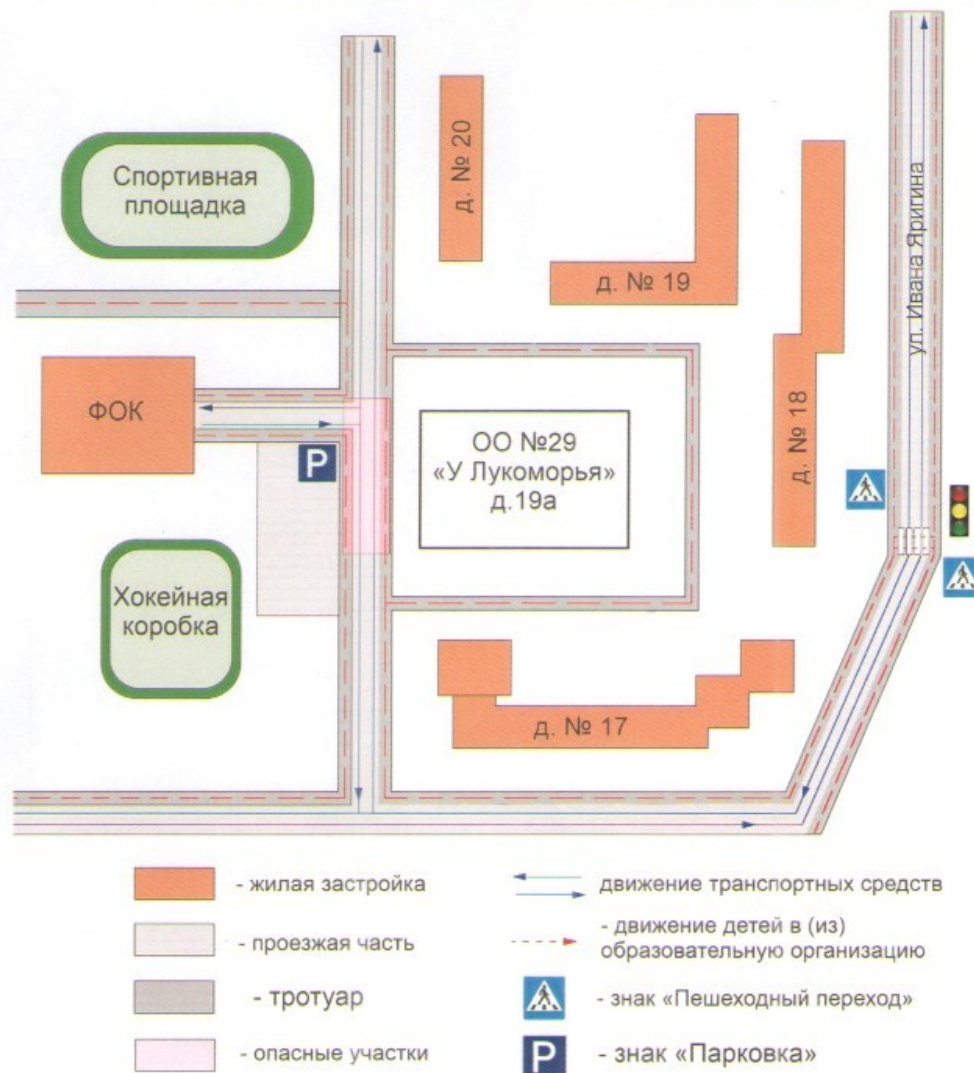 Спортивная
площадка
д. № 20
д. № 19
ул. Ивана Яригина
ФОК
P
ОО №29
«У Лукоморья»
д.19а
д. № 18
Хокейная
коробка
д. № 17
- жилая застройка
движение транспортных средств
- проезжая часть
- движение детей в (из)
образовательную организацию
- тротуар
- знак «Пешеходный переход»
- опасные участки
P
- знак «Парковка»